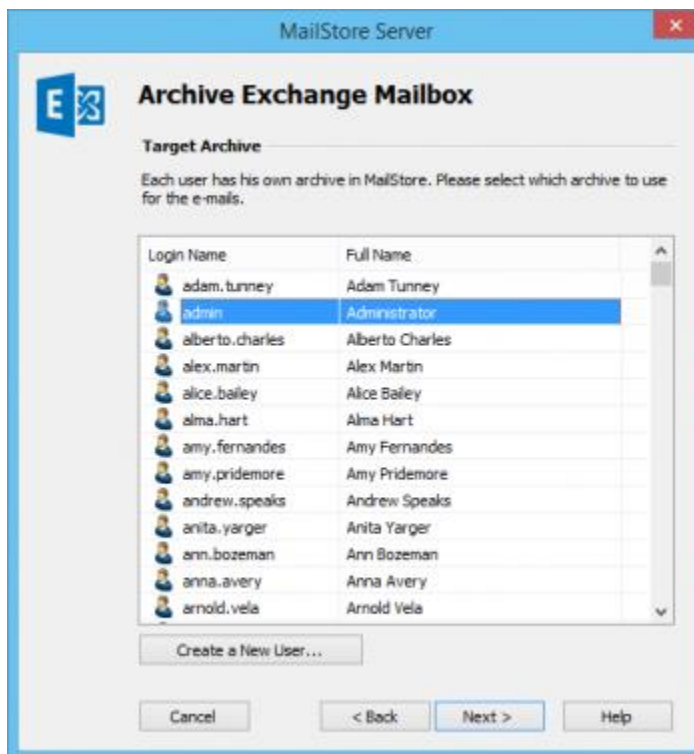 MailStore Server
E
Archive Exchange Mailbox
Target Archive
Each user has his own archive in MailStore. Please select which archive to use
for the e-mails.
Login Name Full Name
adam.tunney Adam Tunney
admin Administrator
alberto.charles Alberto Charles
alex.martin Alex Martin
alice.bailey Alice Bailey
alma.hart Alma Hart
amy.fernandes Amy Fernandes
amy.pridemore Amy Pridemore
andrew.speaks Andrew Speaks
anita.yarger Anita Yarger
ann.bozeman Ann Bozeman
anna.avery Anna Avery
arnold.vela Arnold Vela
Create a New User...
Cancel < Back Next > Help